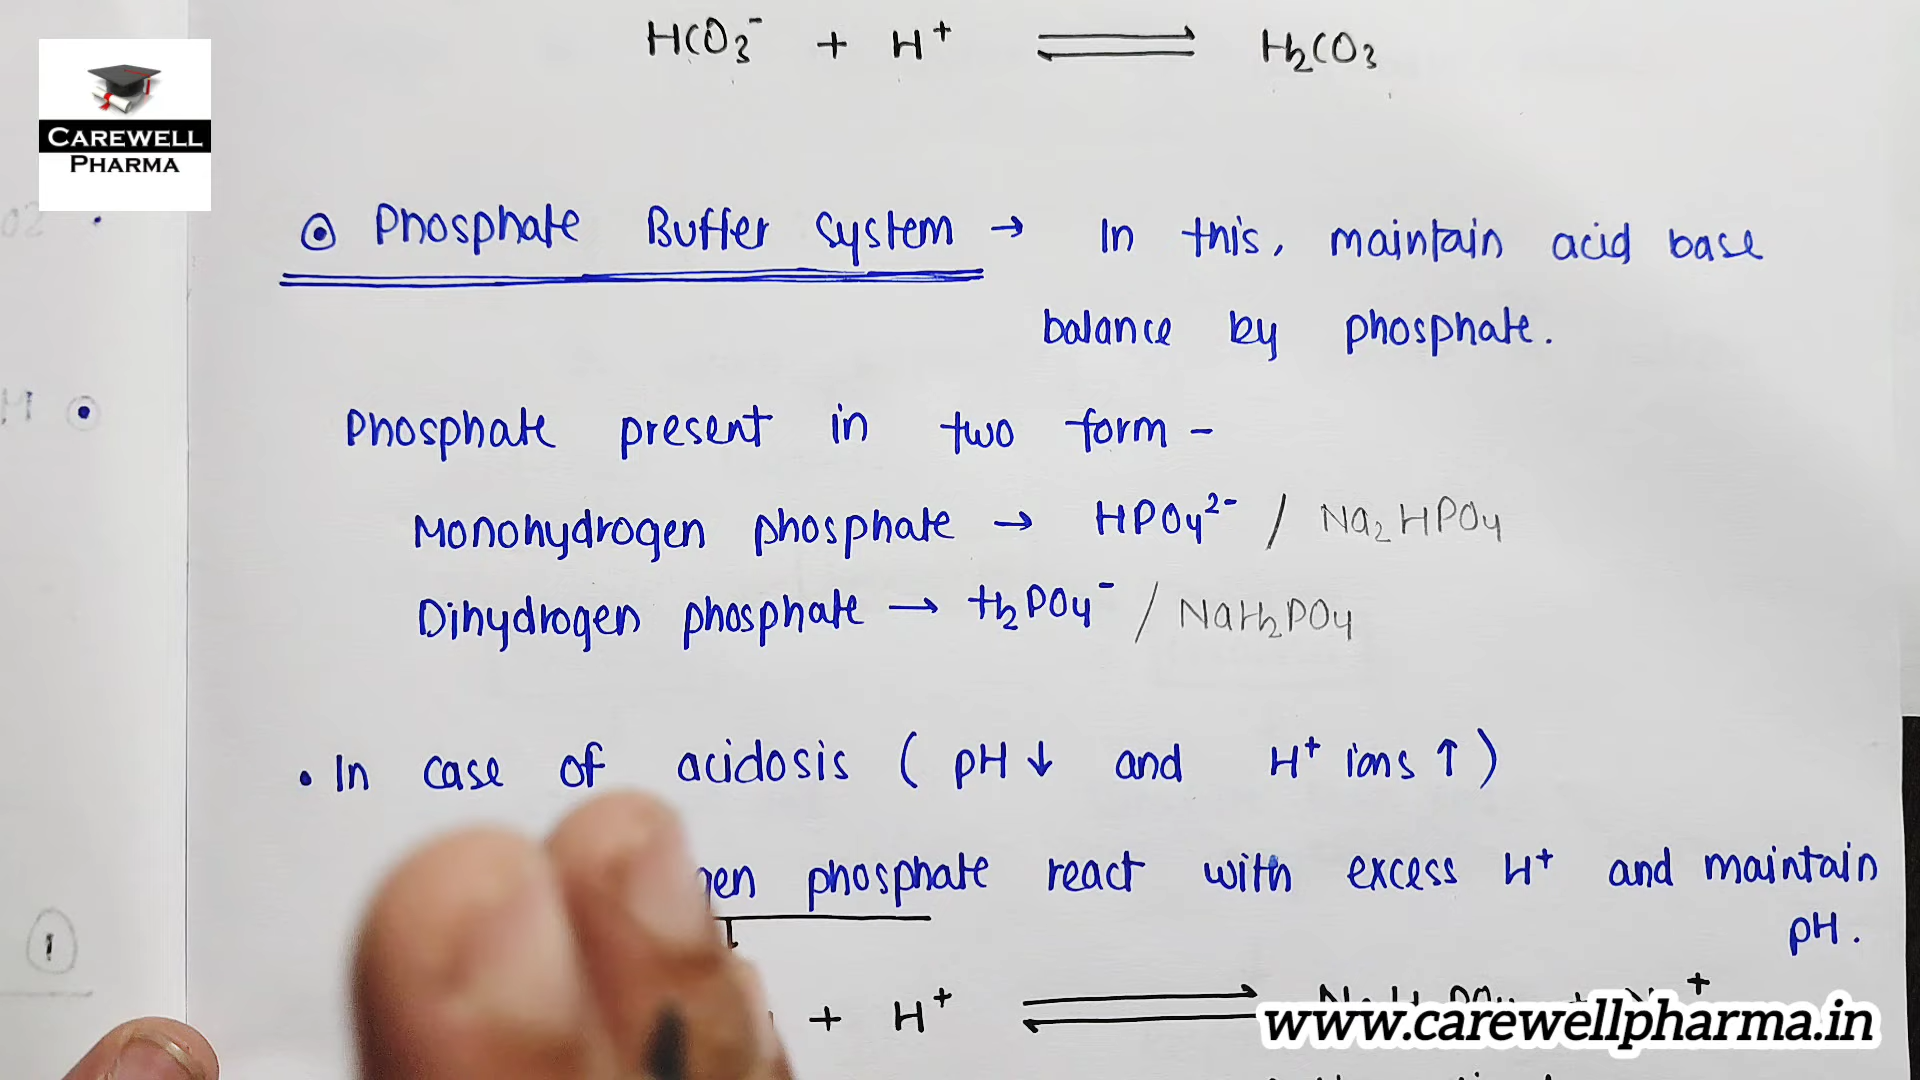 HCO₃⁻ + H⁺ ⇌ H₂CO₃
CAREWELL
PHARMA
Phosphate Buffer System → In this, maintain acid base
balance by phosphate.
Phosphate present in two form -
Monohydrogen phosphate → HPO₄²⁻ / Na₂HPO₄
Dihydrogen phosphate → H₂PO₄⁻ / NaH₂PO₄
• In case of acidosis ( pH ↓ and H⁺ ions ↑ )
phosphate react with excess H⁺ and maintain
pH.
1
+ H⁺ ⇌
www.carewellpharma.in